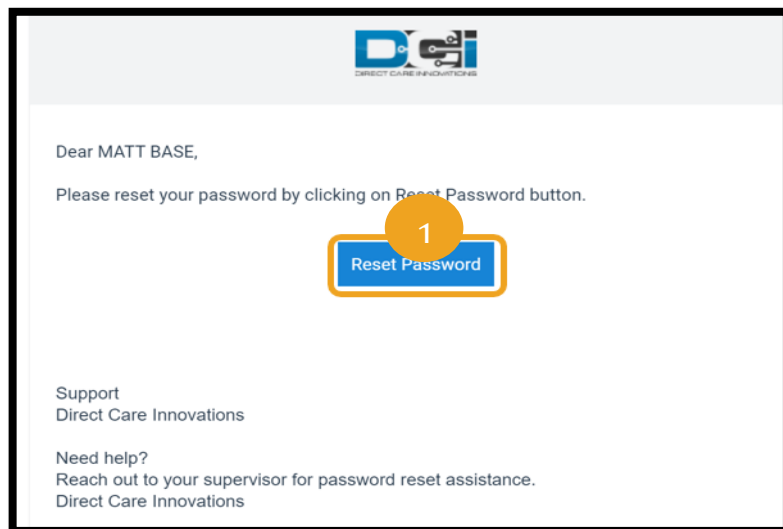 DCI
DIRECT CARE INNOVATIONS
Dear MATT BASE,
Please reset your password by clicking on Reset Password button.
1
Reset Password
Support
Direct Care Innovations
Need help?
Reach out to your supervisor for password reset assistance.
Direct Care Innovations